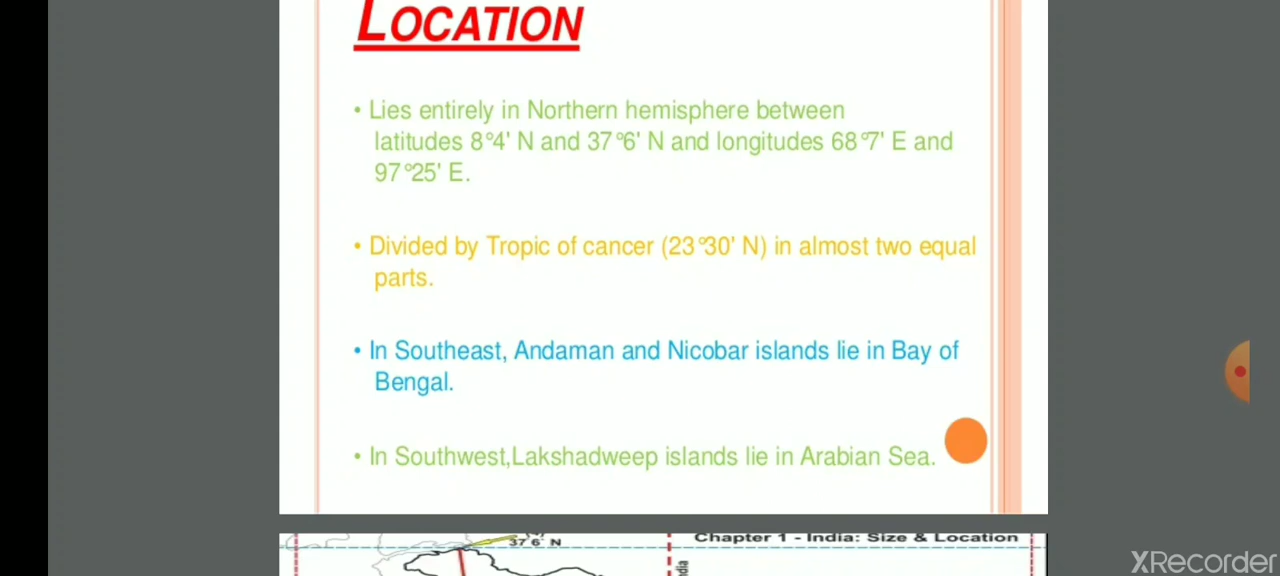 LOCATION
• Lies entirely in Northern hemisphere between
latitudes 8°4' N and 37°6' N and longitudes 68°7' E and
97°25' E.
• Divided by Tropic of cancer (23°30' N) in almost two equal
parts.
• In Southeast, Andaman and Nicobar islands lie in Bay of
Bengal.
• In Southwest,Lakshadweep islands lie in Arabian Sea.
37°6' N
Chapter 1 - India: Size & Location
XRecorder